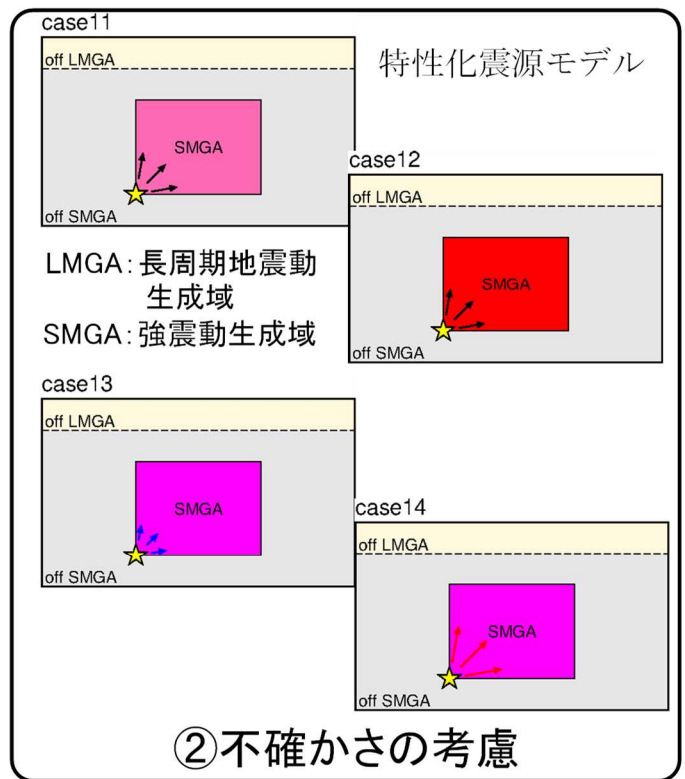 case11
off LMGA
特性化震源モデル
SMGA
off SMGA
case12
off LMGA
SMGA
off SMGA
LMGA:長周期地震動
生成域
SMGA:強震動生成域
case13
off LMGA
SMGA
off SMGA
case14
off LMGA
SMGA
off SMGA
②不確かさの考慮